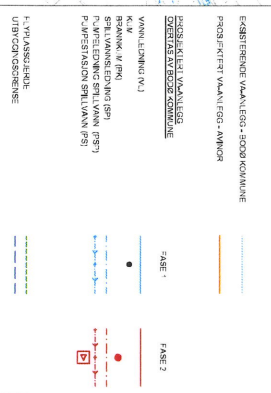 EKSISTERENDE VA-ANLEGG - BODØ KOMMUNE
PROSJEKTERT VA-ANLEGG - AVINOR
PROSJEKTERT VA-ANLEGG
OVERTAS AV BODØ KOMMUNE
FASE 1
FASE 2
VANNLEDNING (VL)
KUM
BRANNKUM (BK)
SPILLVANNSLEDNING (SP)
PUMPELEDNING SPILLVANN (PSP)
PUMPESTASJON SPILLVANN (PS)
FLYPLASSGJERDE
UTBYGGINGSGRENSE